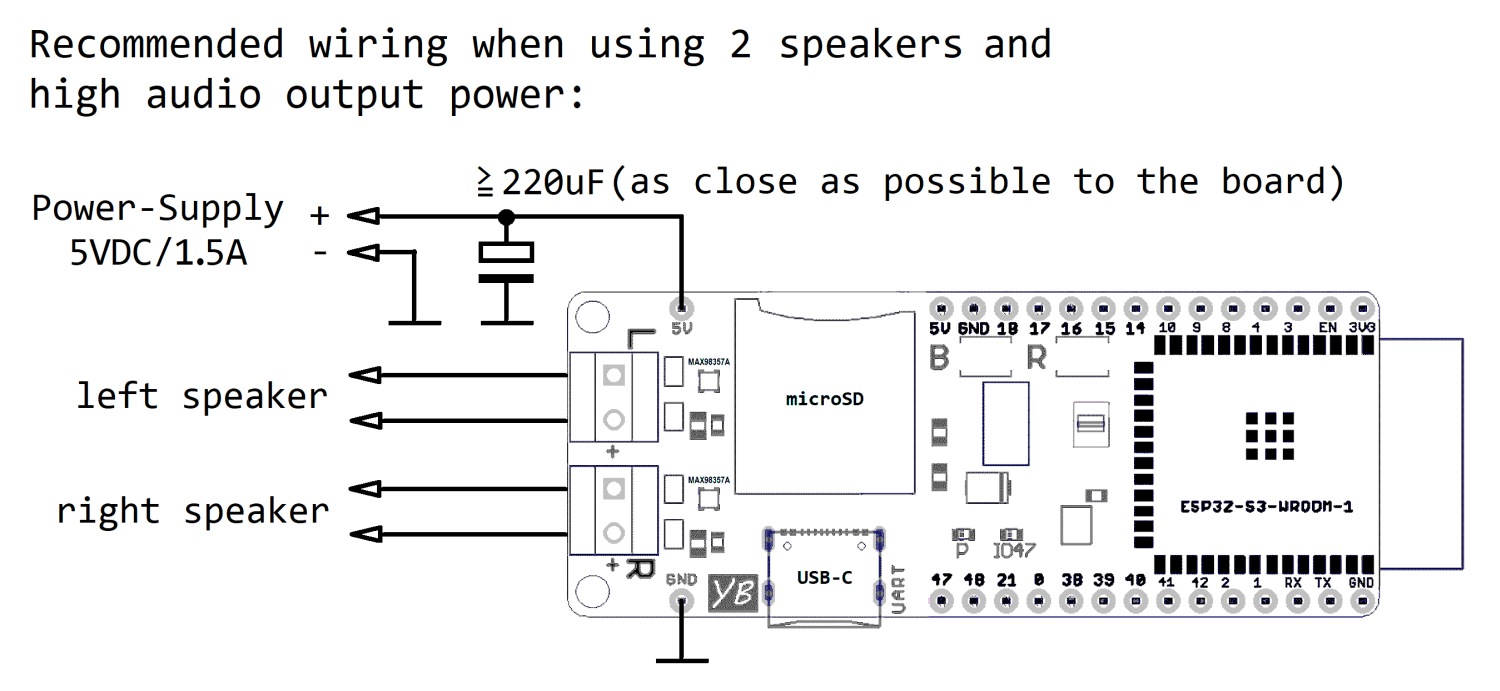 Recommended wiring when using 2 speakers and
high audio output power:
≧220uF(as close as possible to the board)
Power-Supply +
5VDC/1.5A -
5V
L
5V GND 18 17 16 15 14 10 9 8 4 3 EN 3V3
B R
MAX98357A
left speaker
microSD
+
MAX98357A
right speaker
ESP32-S3-WROOM-1
P IO47
+ R
GND
YB
USB-C
UART
47 48 21 0 38 39 40 41 42 2 1 RX TX GND